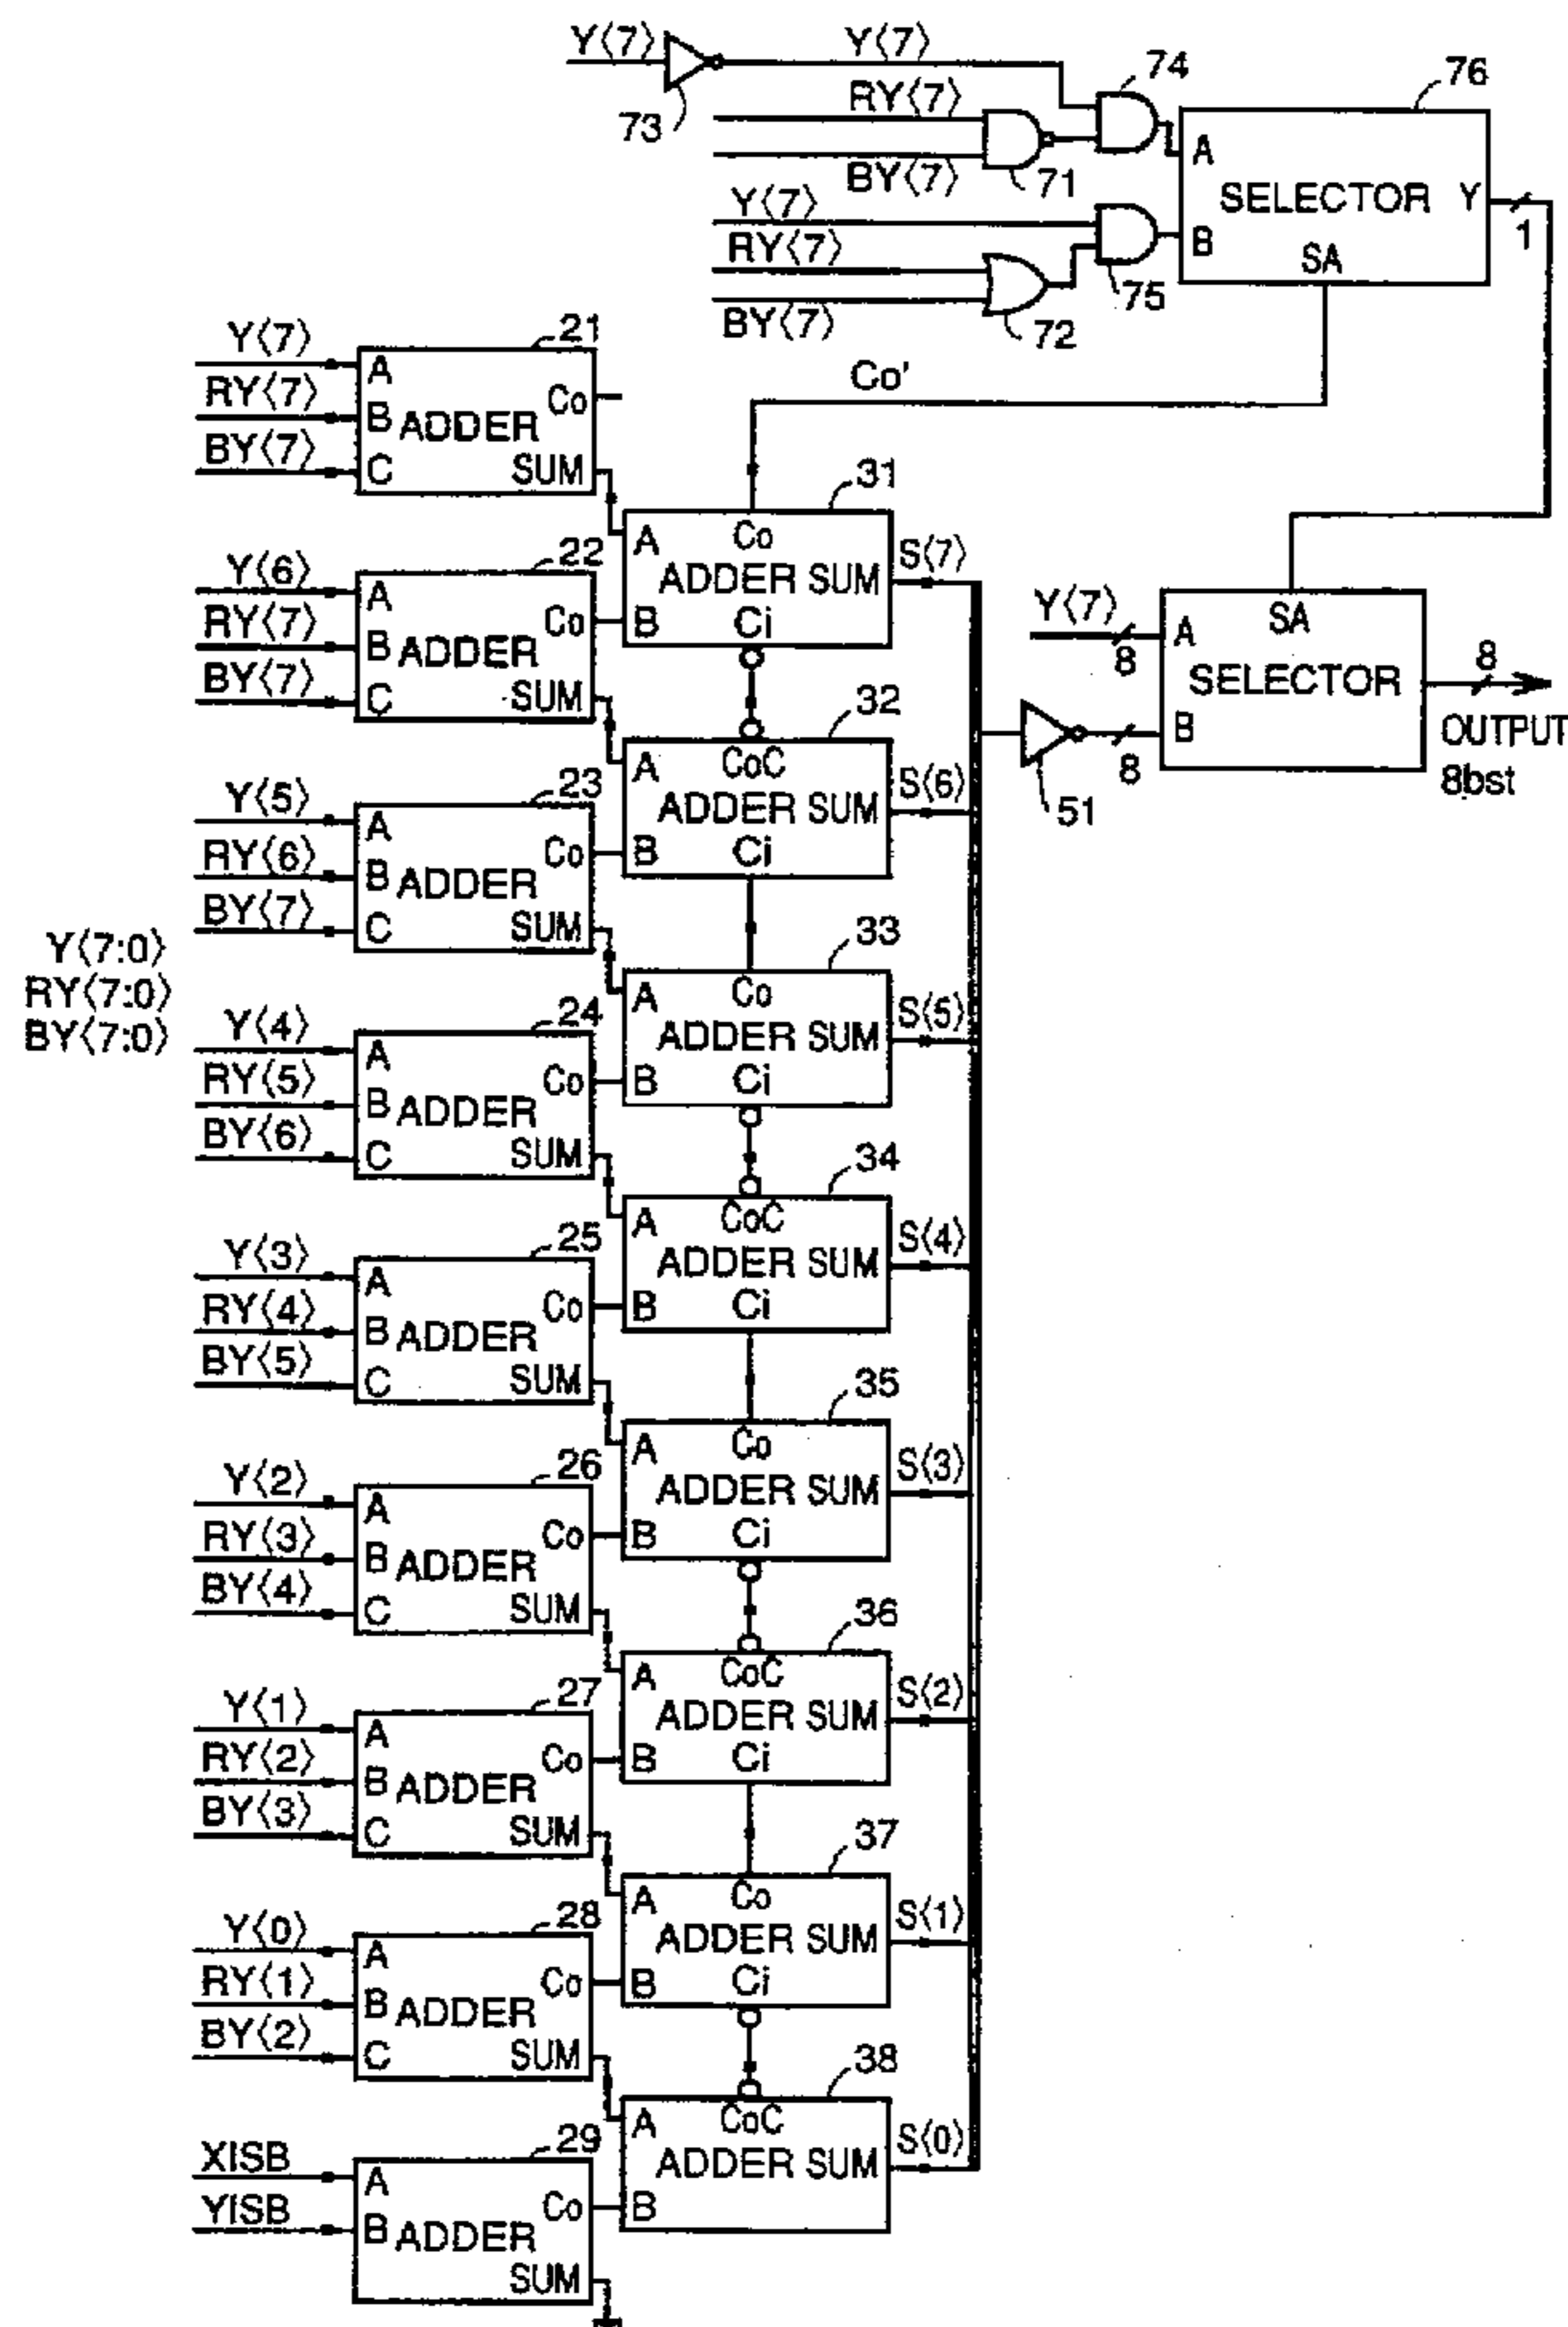 Y⟨7⟩ Y⟨7⟩ 74 76
73 RY⟨7⟩
BY⟨7⟩ 71
A SELECTOR Y
B SA 1
Y⟨7⟩
RY⟨7⟩ 75
BY⟨7⟩ 72
Co'
Y⟨7⟩ 21
RY⟨7⟩
BY⟨7⟩
A Co
B ADDER
C SUM
31
A Co
ADDER SUM S⟨7⟩
B Ci
Y⟨6⟩ 22
RY⟨7⟩
BY⟨7⟩
A Co
B ADDER
C SUM
Y⟨7⟩ 8
A SA
SELECTOR 8
B
8
51
OUTPUT
8bst
32
A CoC
ADDER SUM S⟨6⟩
B Ci
Y⟨5⟩ 23
RY⟨6⟩
BY⟨7⟩
A Co
B ADDER
C SUM
Y⟨7:0⟩
RY⟨7:0⟩
BY⟨7:0⟩
33
A Co
ADDER SUM S⟨5⟩
B Ci
Y⟨4⟩ 24
RY⟨5⟩
BY⟨6⟩
A Co
B ADDER
C SUM
34
A CoC
ADDER SUM S⟨4⟩
B Ci
Y⟨3⟩ 25
RY⟨4⟩
BY⟨5⟩
A Co
B ADDER
C SUM
35
A Co
ADDER SUM S⟨3⟩
B Ci
Y⟨2⟩ 26
RY⟨3⟩
BY⟨4⟩
A Co
B ADDER
C SUM
36
A CoC
ADDER SUM S⟨2⟩
B Ci
Y⟨1⟩ 27
RY⟨2⟩
BY⟨3⟩
A Co
B ADDER
C SUM
37
A Co
ADDER SUM S⟨1⟩
B Ci
Y⟨0⟩ 28
RY⟨1⟩
BY⟨2⟩
A Co
B ADDER
C SUM
38
A CoC
ADDER SUM S⟨0⟩
B
XISB 29
YISB
A Co
B ADDER
SUM